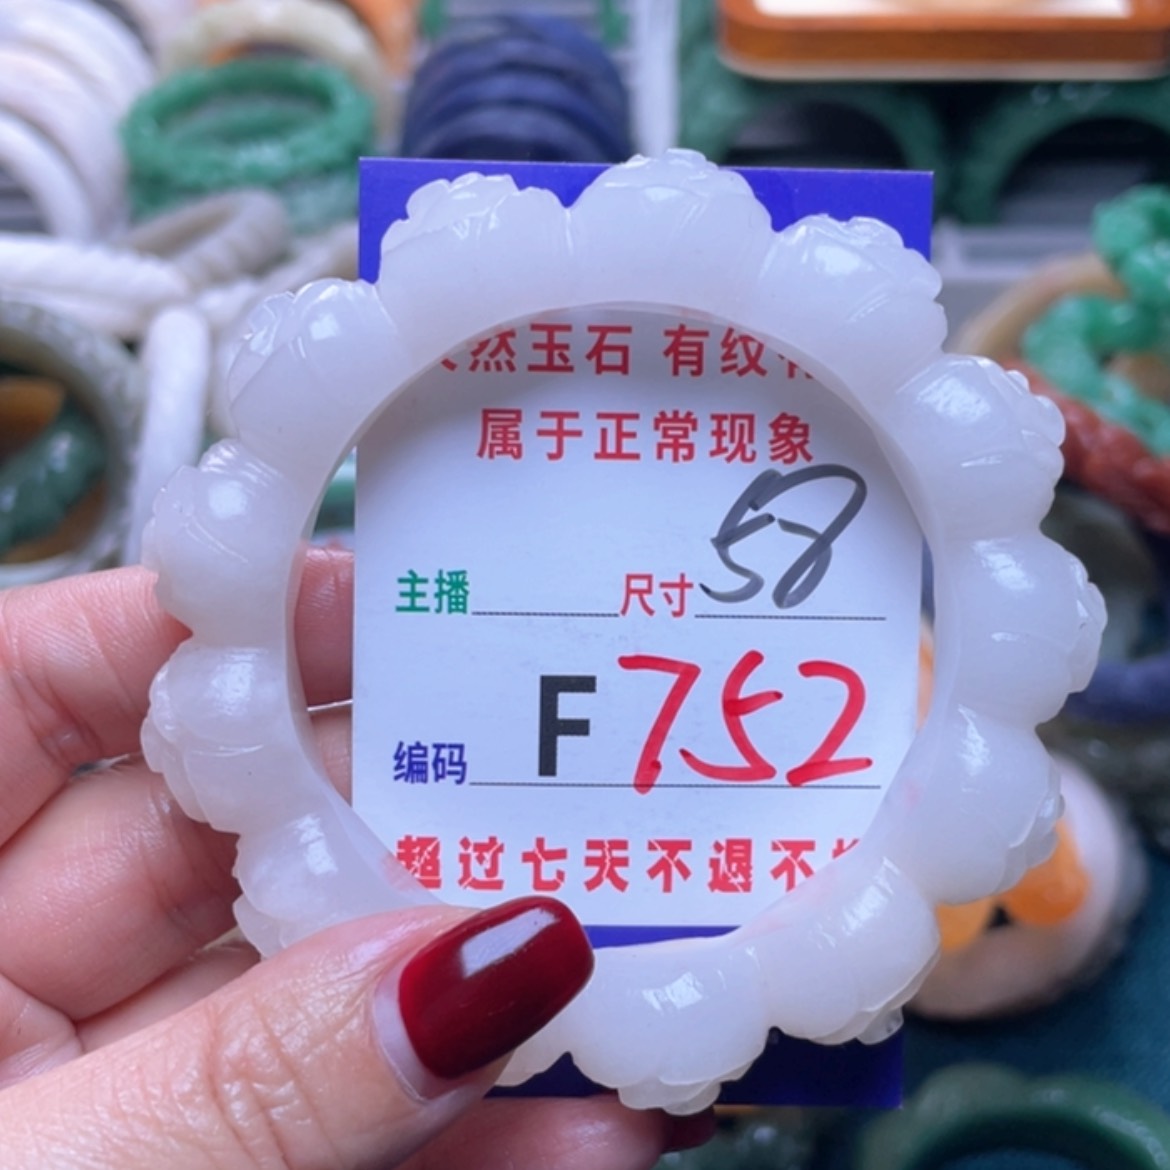 然玉石 有纹
属于正常现象
主播 尺寸 58
编码 F752
超过七天不退不